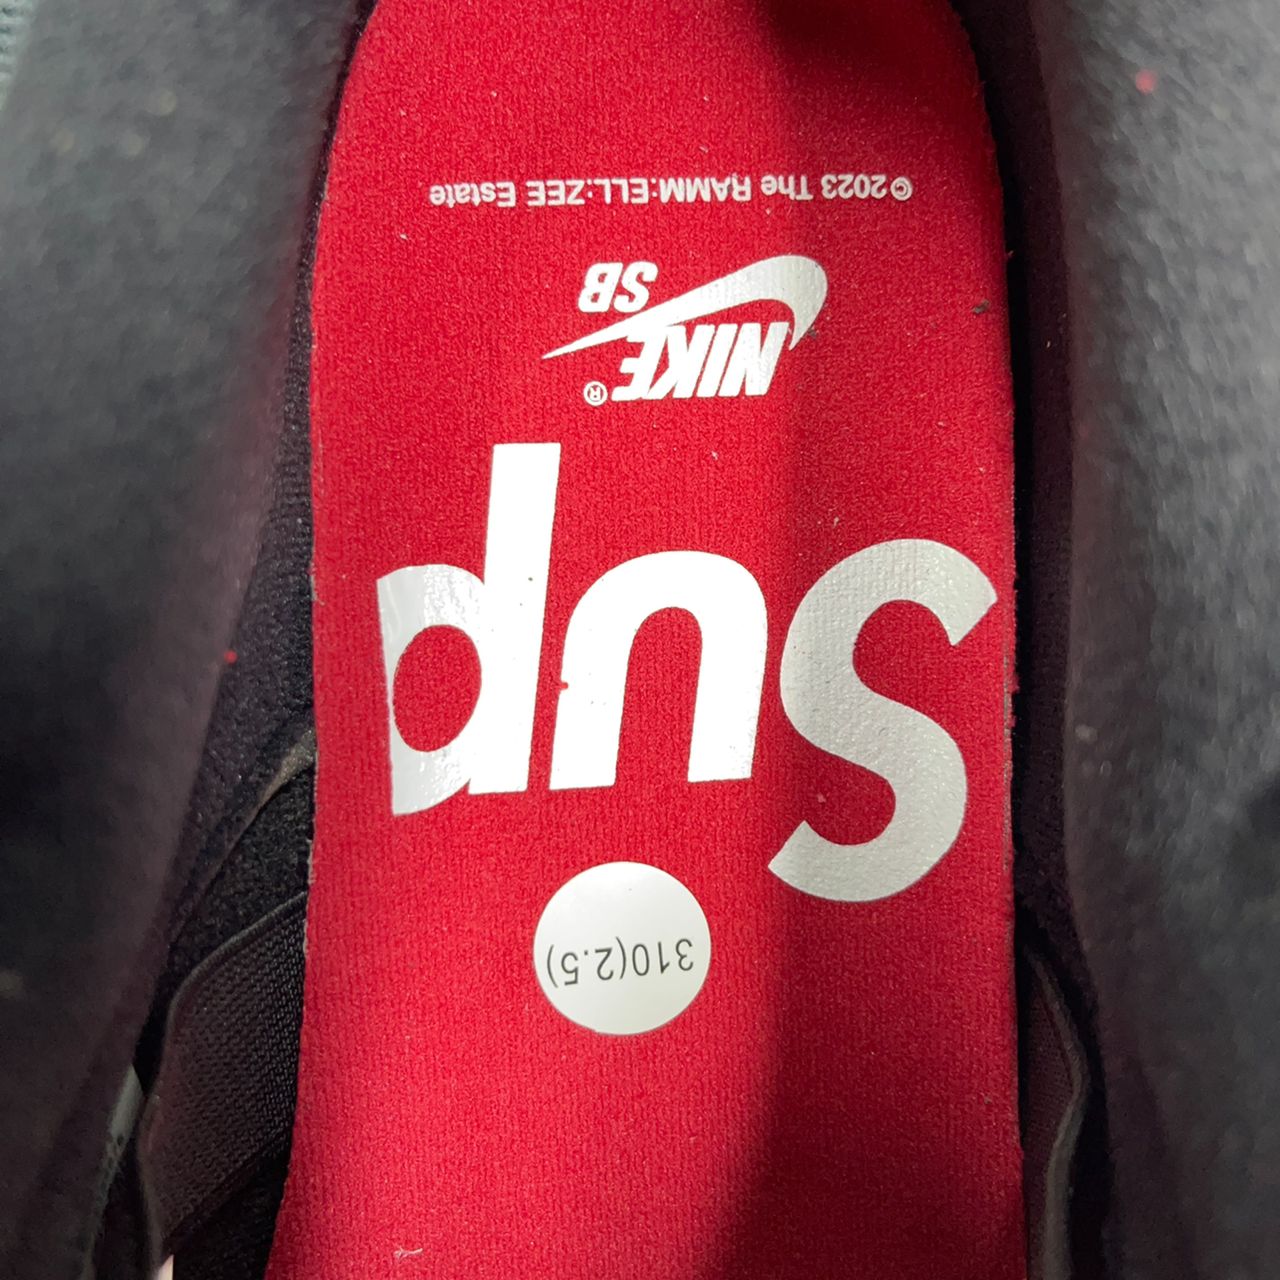 310(2.5)
Sup
NIKE®
SB
©2023 The RAMM:ELL:ZEE Estate